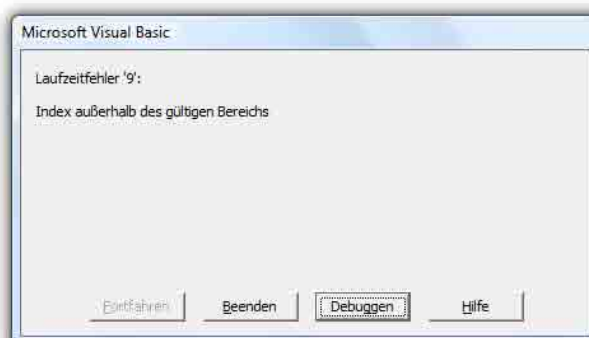 Microsoft Visual Basic
Laufzeitfehler '9':
Index außerhalb des gültigen Bereichs
Fortfahren Beenden Debuggen Hilfe